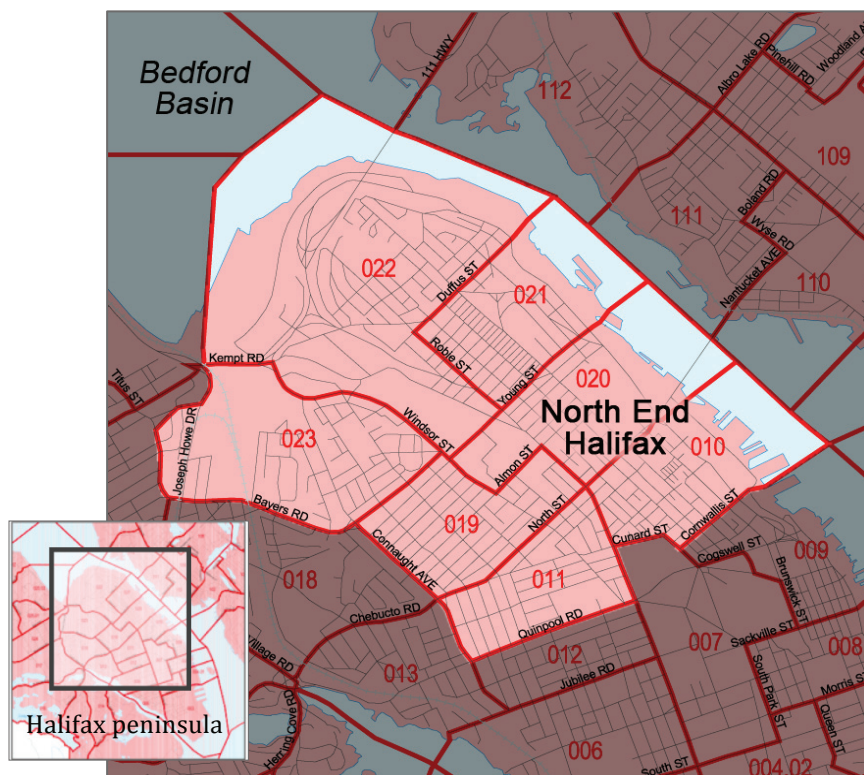 Bedford
Basin
111 HWY
112
Albro Lake RD
Pinehill RD
109
111
Boland RD
Wyse RD
Nantucket AVE
110
022
Duffus ST
021
Robie ST
Young ST
020
Kempt RD
Titus ST
Joseph Howe DR
023
Windsor ST
North End
Halifax
010
Almon ST
Bayers RD
019
North ST
Cunard ST
Cornwallis ST
Connaught AVE
011
Cogswell ST
009
Brunswick ST
018
Chebucto RD
Quinpool RD
012
007
Sackville ST
008
013
Village RD
Jubilee RD
South Park ST
Morris ST
Queen ST
Herring Cove RD
006
South ST
004.02
Halifax peninsula